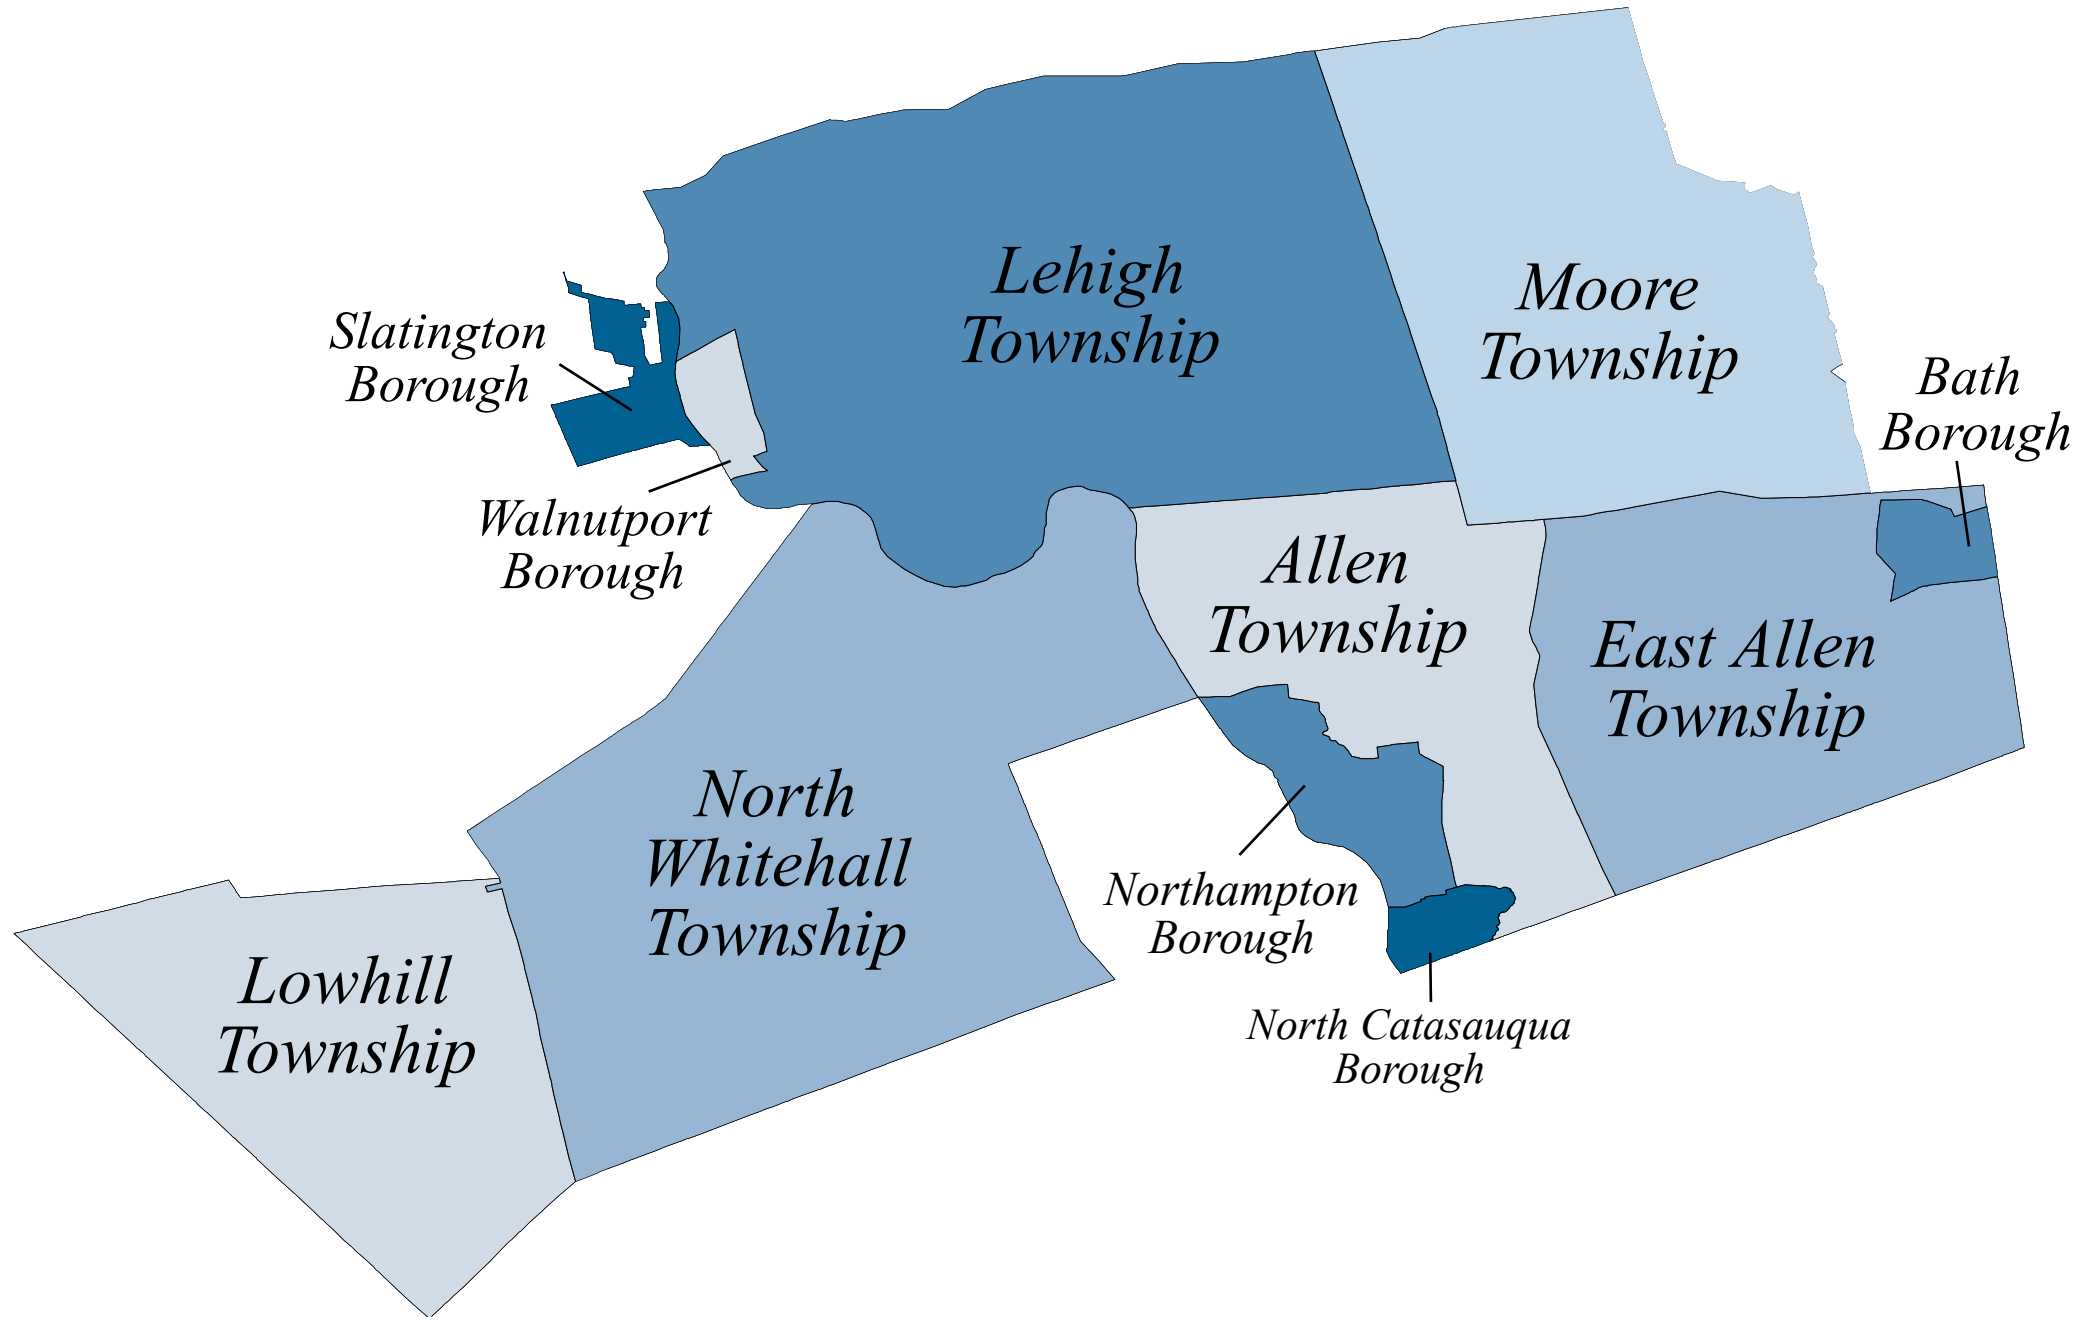 Lehigh
Township
Moore
Township
Slatington
Borough
Bath
Borough
Walnutport
Borough
Allen
Township
East Allen
Township
North
Whitehall
Township
Northampton
Borough
Lowhill
Township
North Catasauqua
Borough